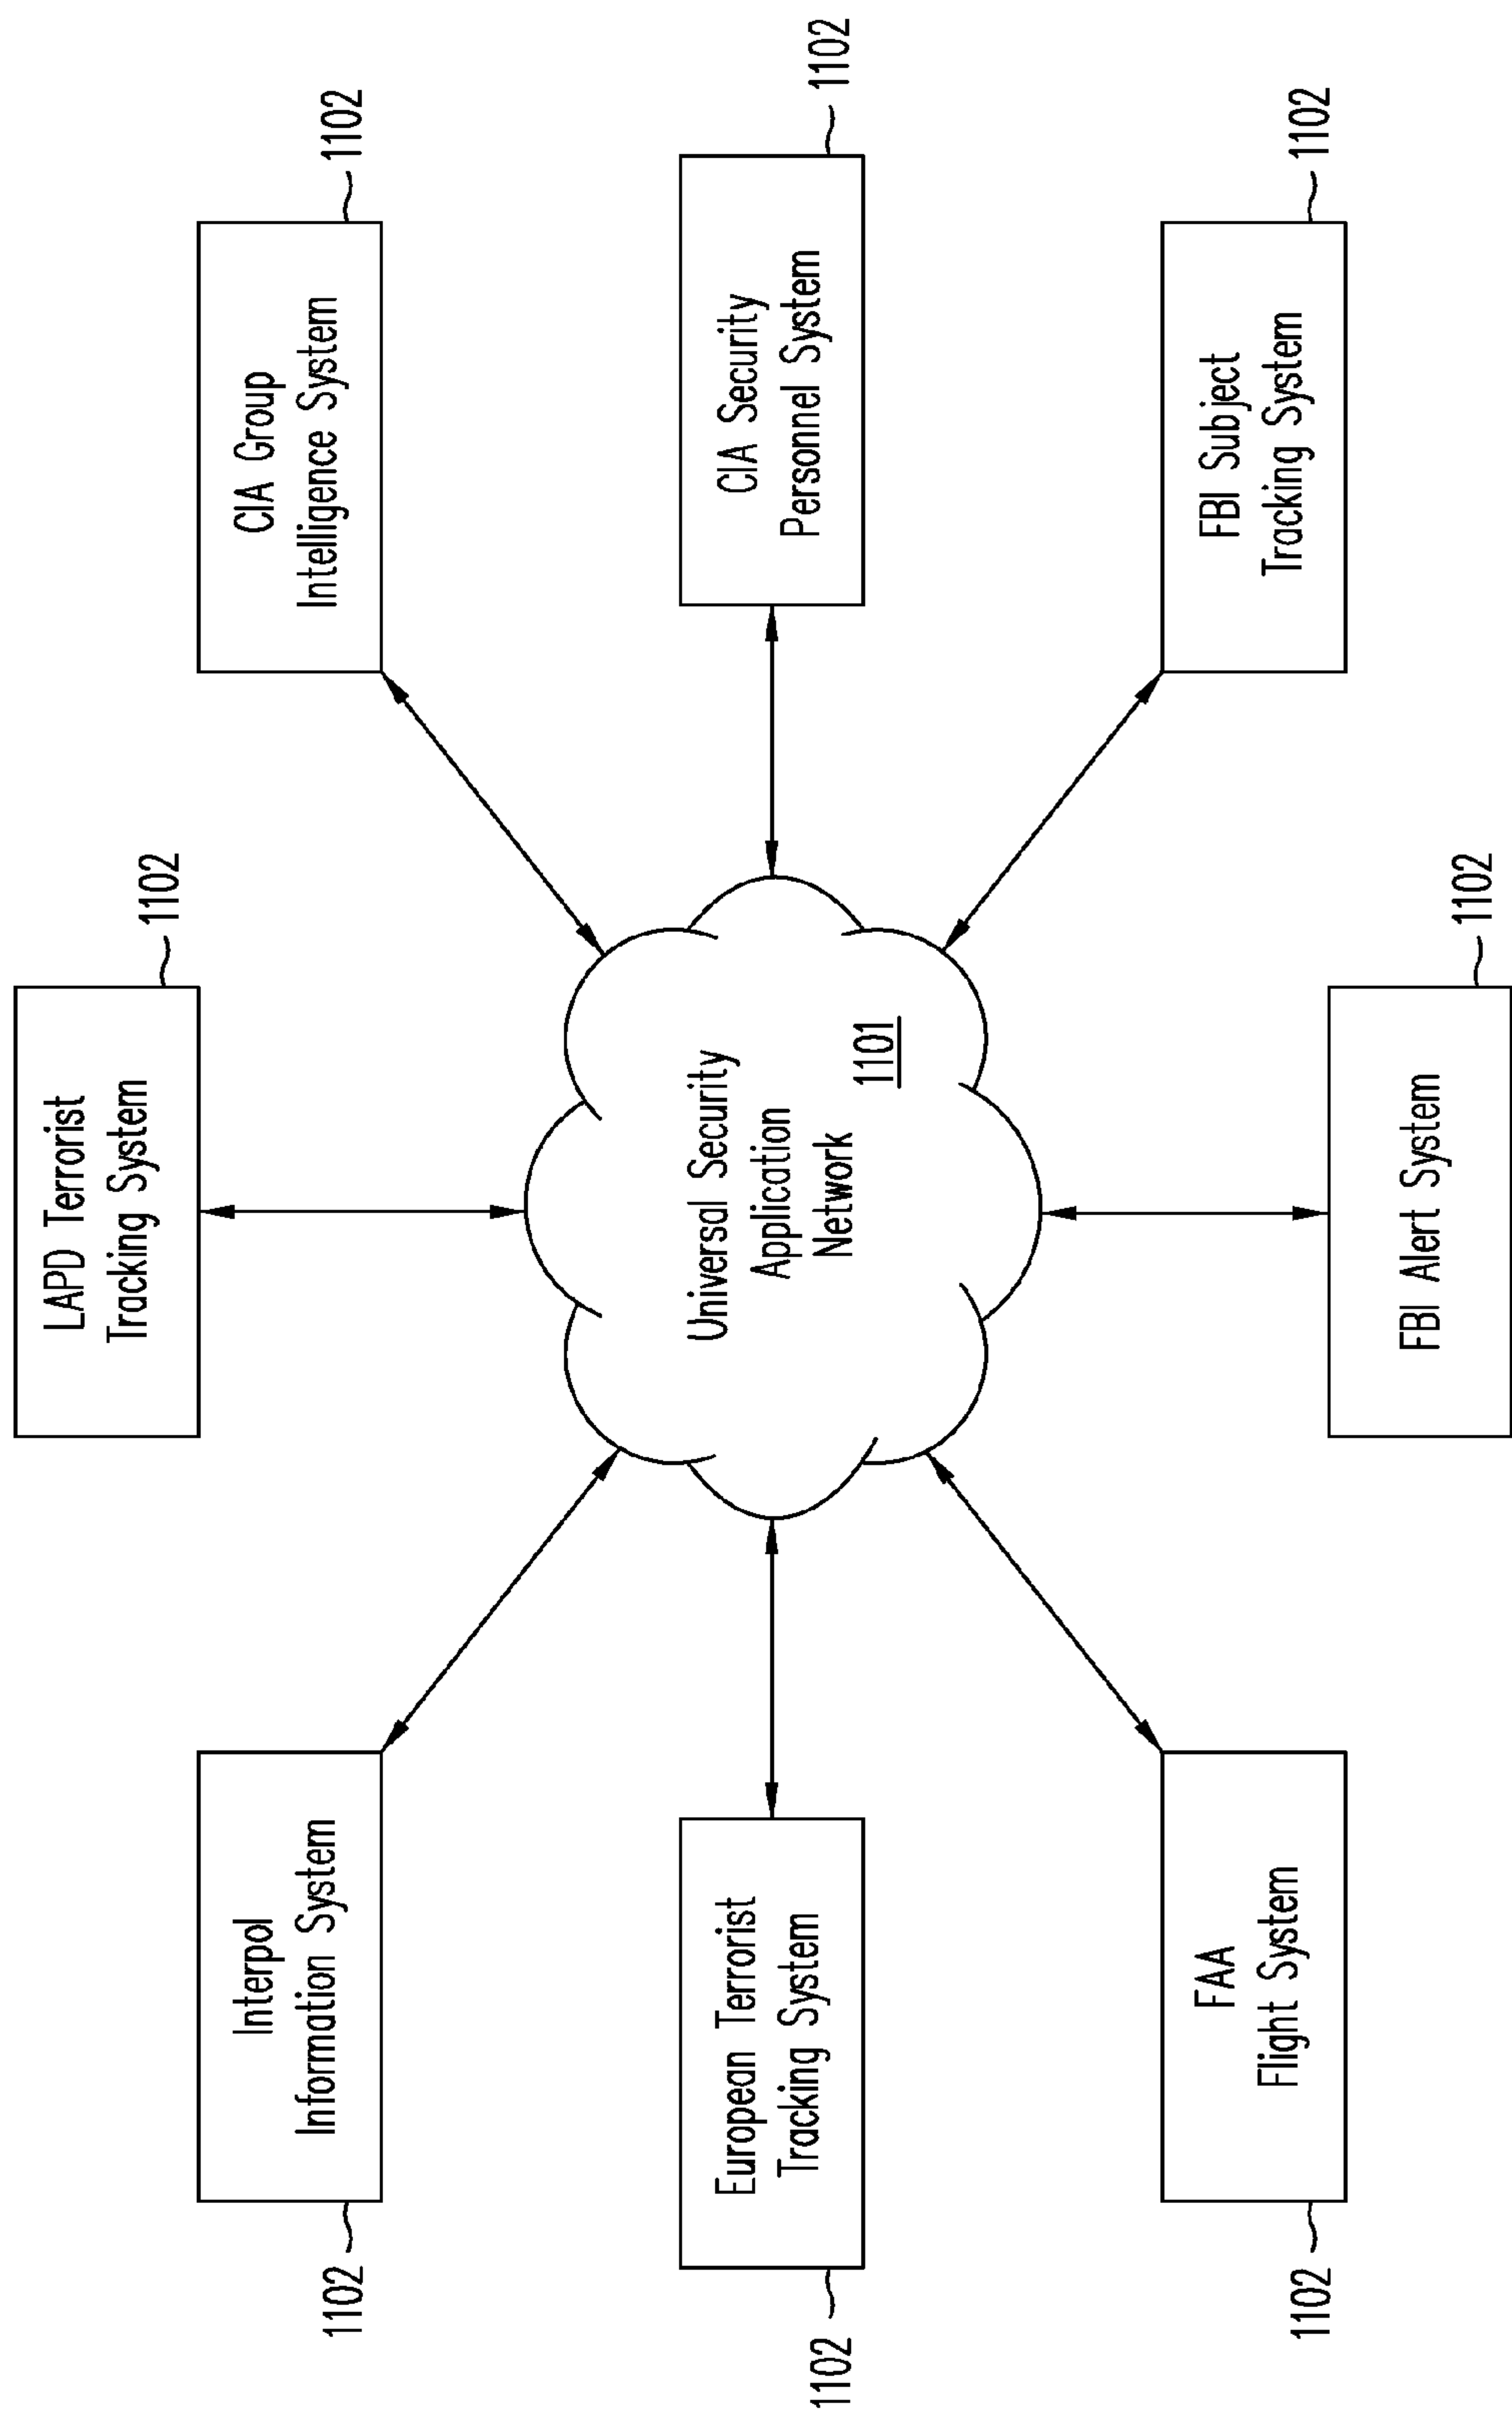 LAPD Terrorist
Tracking System
1102
Interpol
Information System
1102
CIA Group
Intelligence System
1102
European Terrorist
Tracking System
1102
Universal Security
Application
Network
1101
CIA Security
Personnel System
1102
FAA
Flight System
1102
FBI Subject
Tracking System
1102
FBI Alert System
1102